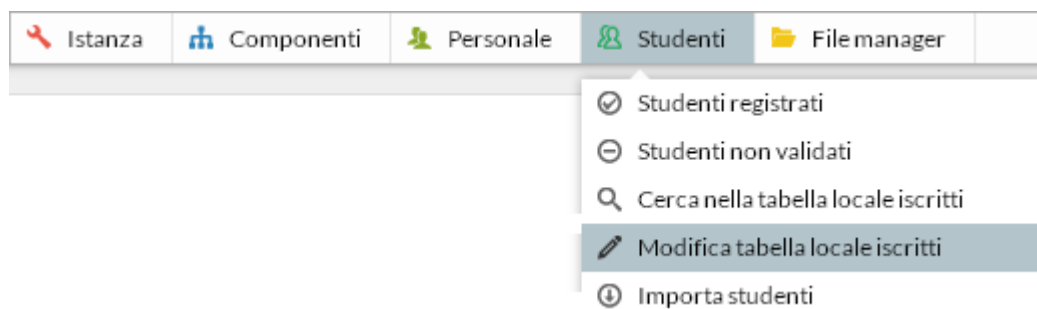 Istanza Componenti Personale Studenti File manager
Studenti registrati
Studenti non validati
Cerca nella tabella locale iscritti
Modifica tabella locale iscritti
Importa studenti